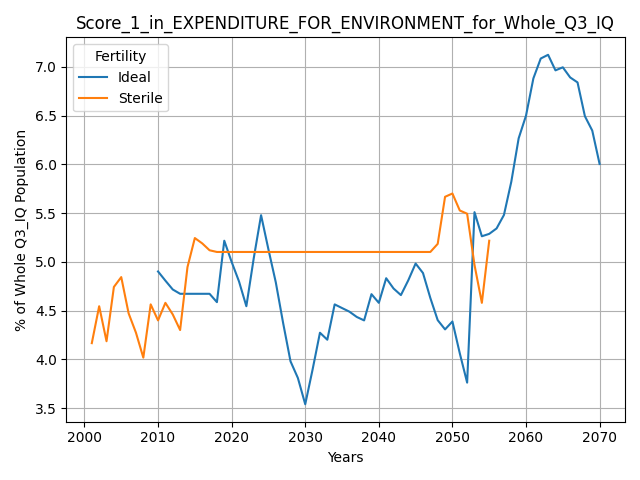 Score_1_in_EXPENDITURE_FOR_ENVIRONMENT_for_Whole_Q3_IQ
Fertility
Ideal
Sterile
% of Whole Q3_IQ Population
7.0
6.5
6.0
5.5
5.0
4.5
4.0
3.5
2000 2010 2020 2030 2040 2050 2060 2070
Years